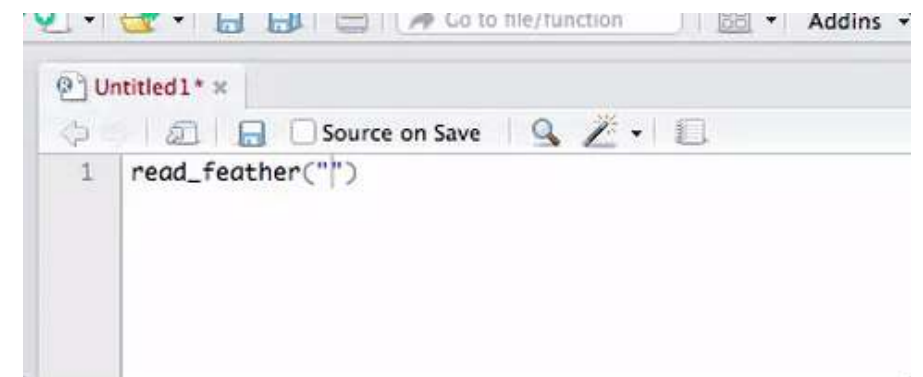 Go to file/function
Addins
Untitled1*
Source on Save
1
read_feather("")